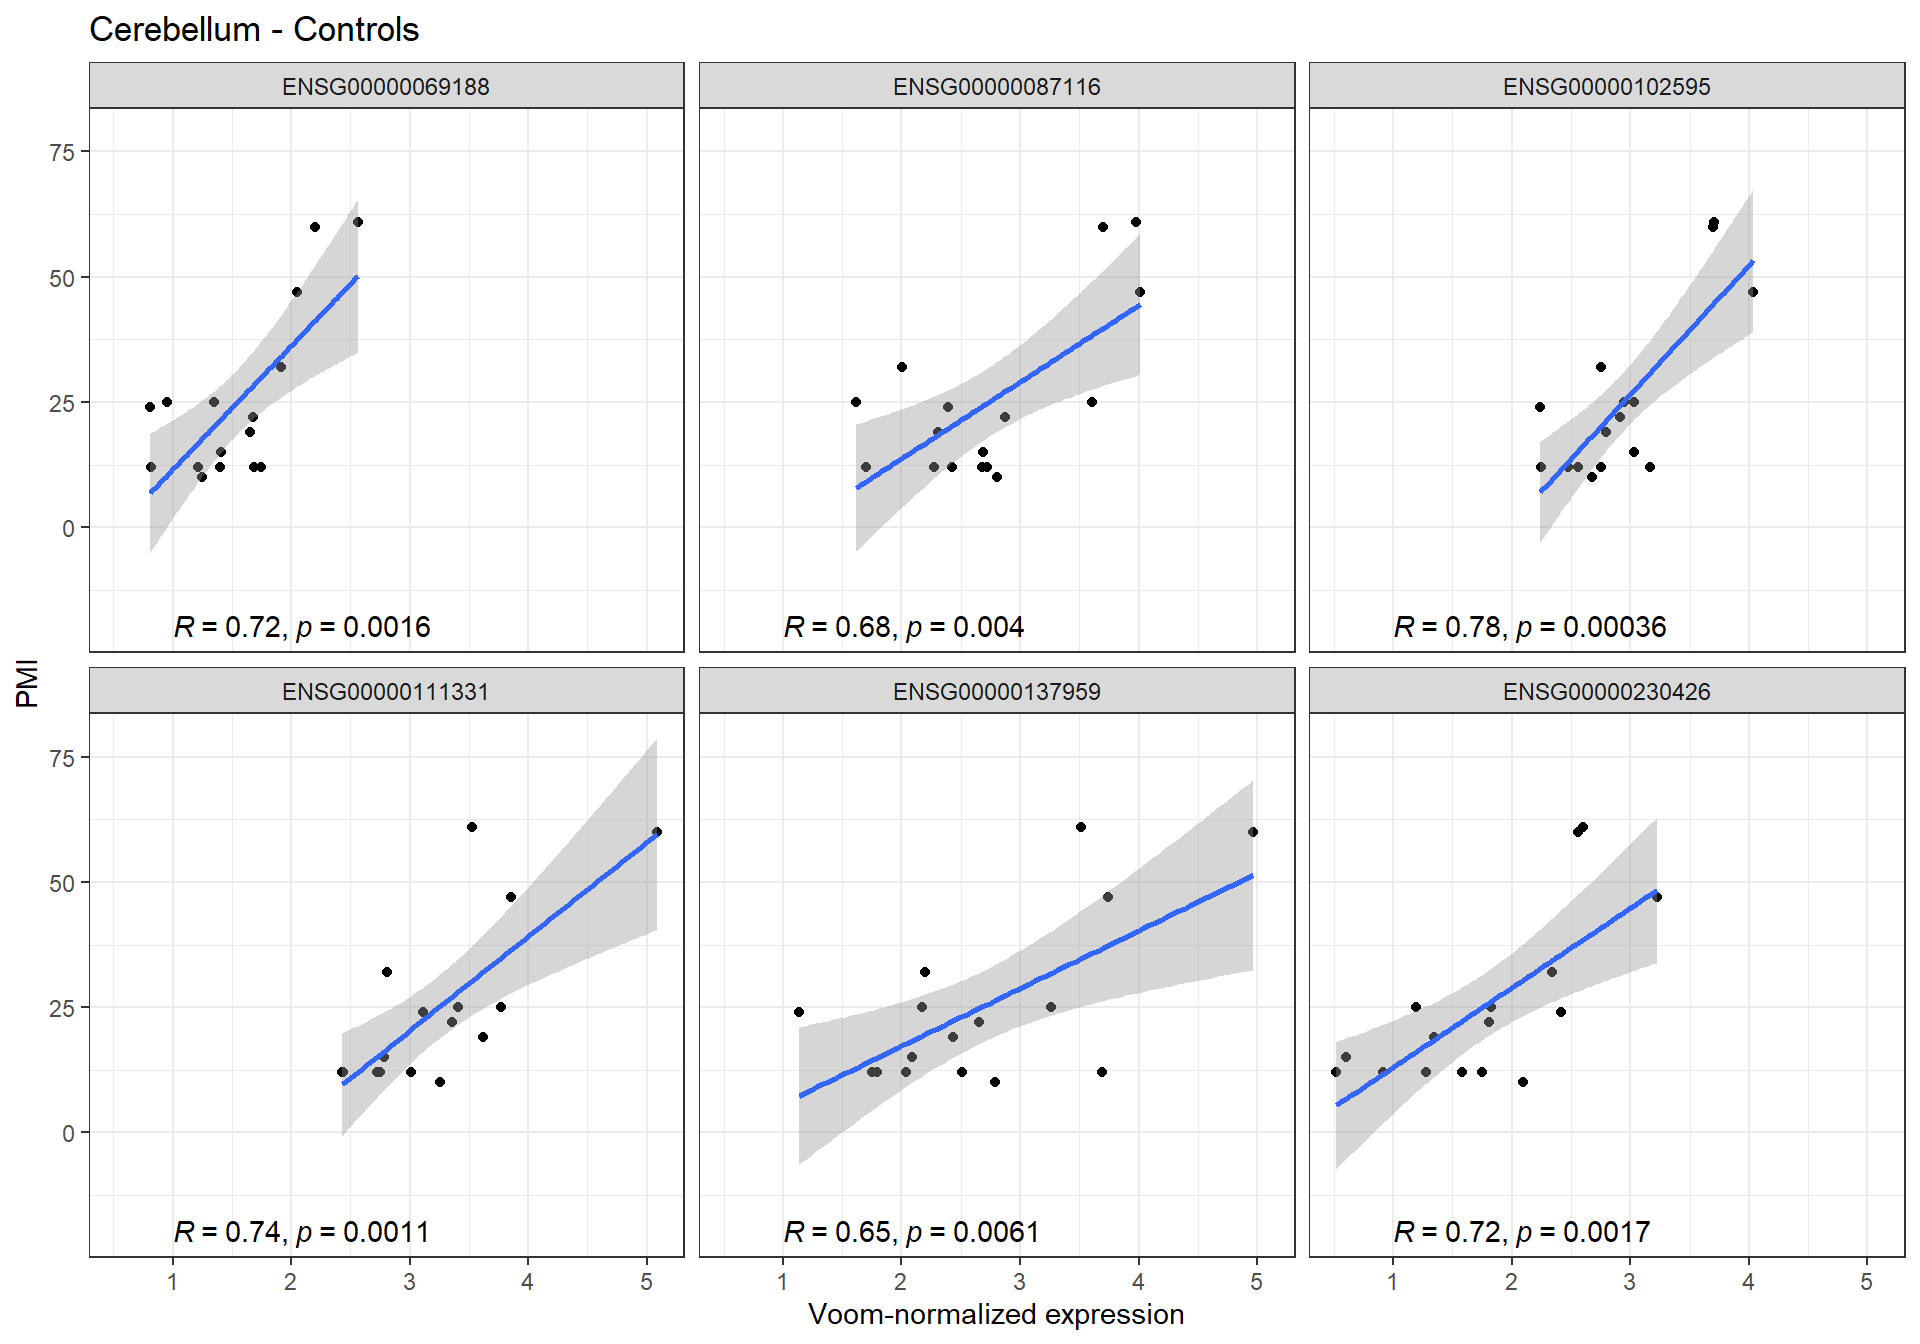 Cerebellum - Controls
ENSG00000069188 ENSG00000087116 ENSG00000102595
75
50
25
0
R = 0.72, p = 0.0016 R = 0.68, p = 0.004 R = 0.78, p = 0.00036
PMI
ENSG00000111331 ENSG00000137959 ENSG00000230426
75
50
25
0
R = 0.74, p = 0.0011 R = 0.65, p = 0.0061 R = 0.72, p = 0.0017
1 2 3 4 5 1 2 3 4 5 1 2 3 4 5
Voom-normalized expression